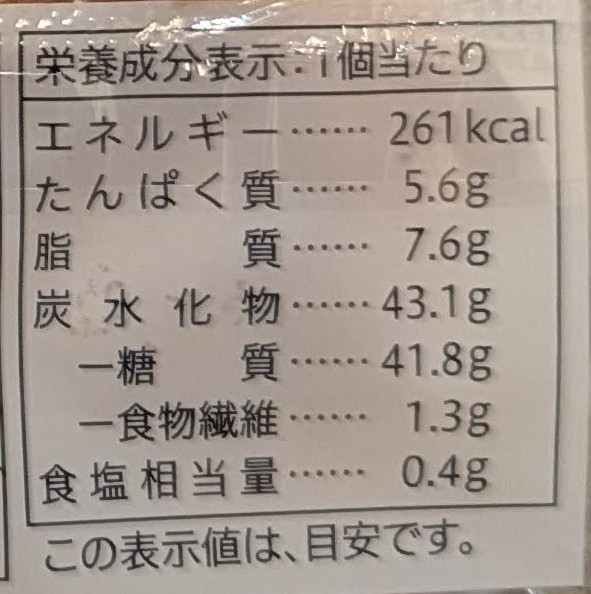 栄養成分表示:1個当たり
エネルギー…… 261kcal
たんぱく質…… 5.6g
脂質…… 7.6g
炭水化物…… 43.1g
ー糖質…… 41.8g
ー食物繊維…… 1.3g
食塩相当量…… 0.4g
この表示値は、目安です。